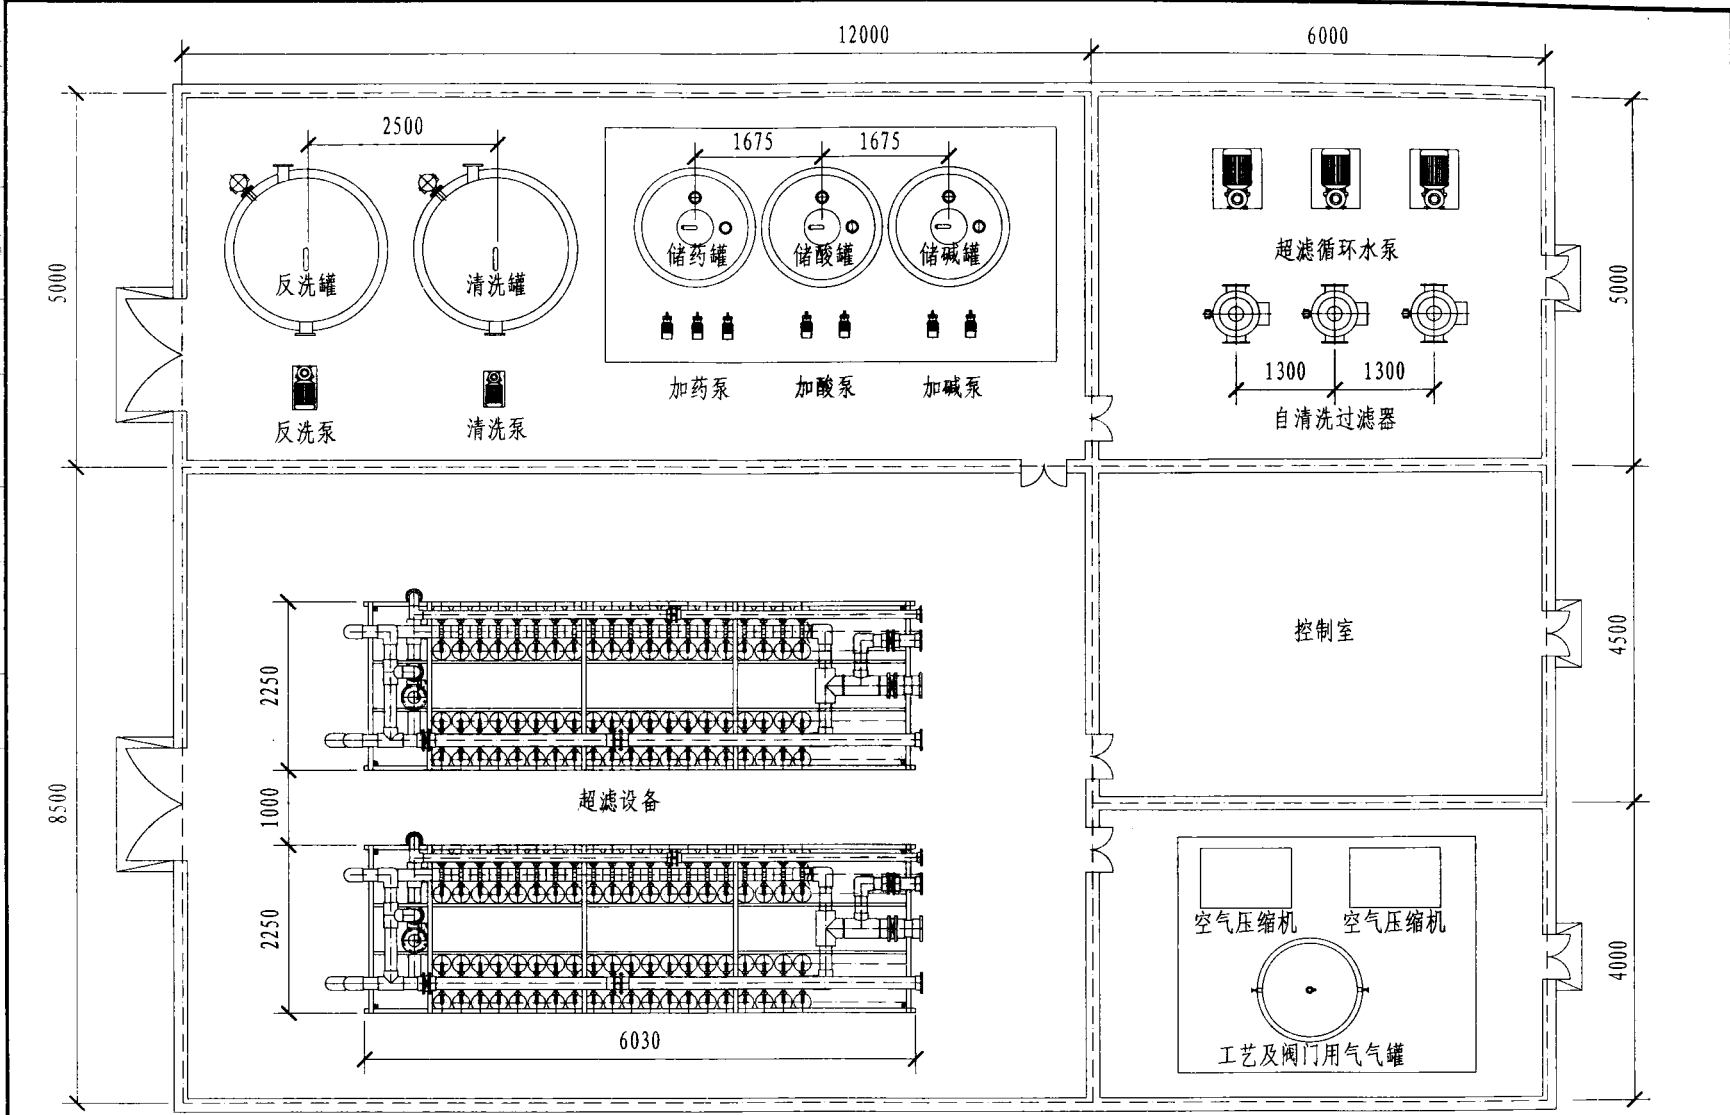 12000
6000
2500
1675
1675
储药罐
储酸罐
储碱罐
超滤循环水泵
反洗罐
清洗罐
5000
5000
1300
1300
加药泵
加酸泵
加碱泵
自清洗过滤器
反洗泵
清洗泵
控制室
4500
2250
超滤设备
1000
8500
空气压缩机
空气压缩机
2250
4000
6030
工艺及阀门用气气罐